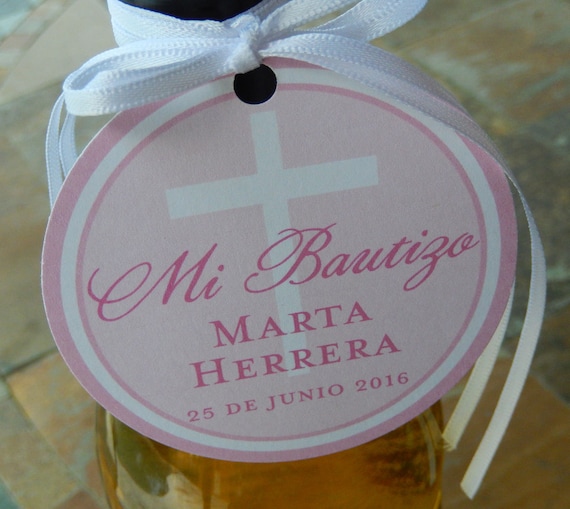 Mi Bautizo
MARTA
HERRERA
25 DE JUNIO 2016